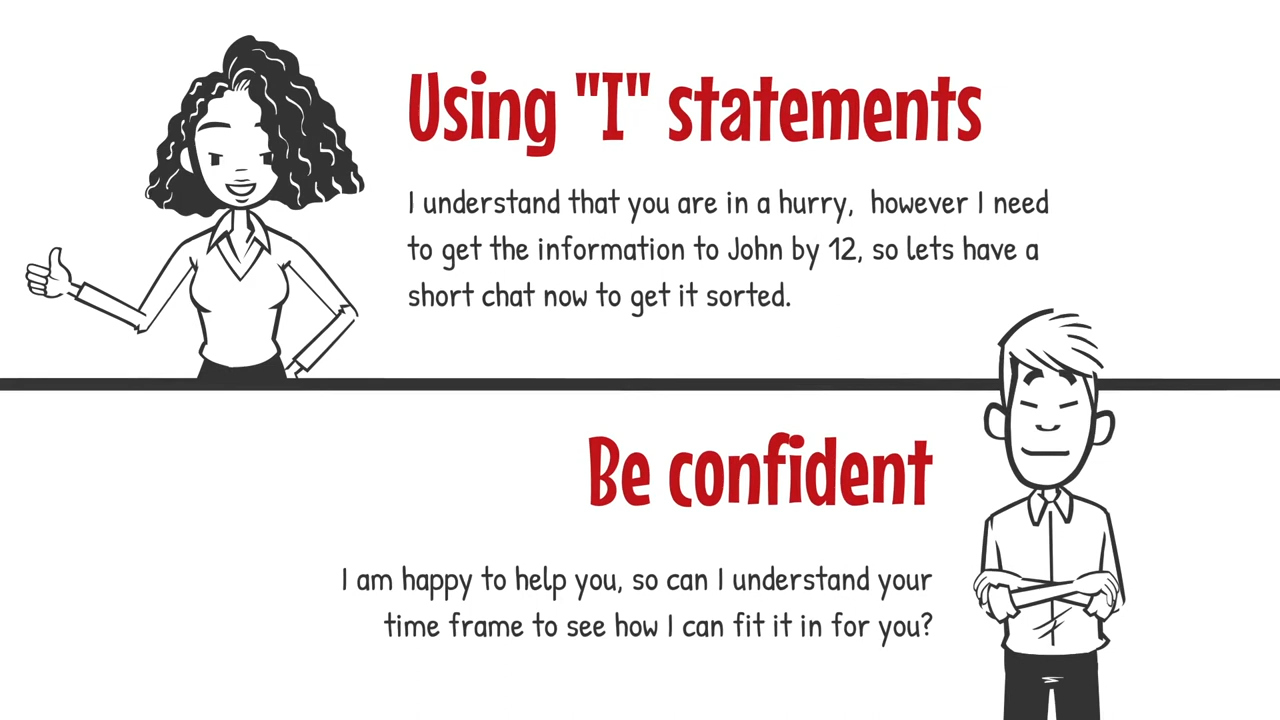 Using "I" statements
I understand that you are in a hurry,  however I need
to get the information to John by 12, so lets have a
short chat now to get it sorted.
Be confident
I am happy to help you, so can I understand your
time frame to see how I can fit it in for you?